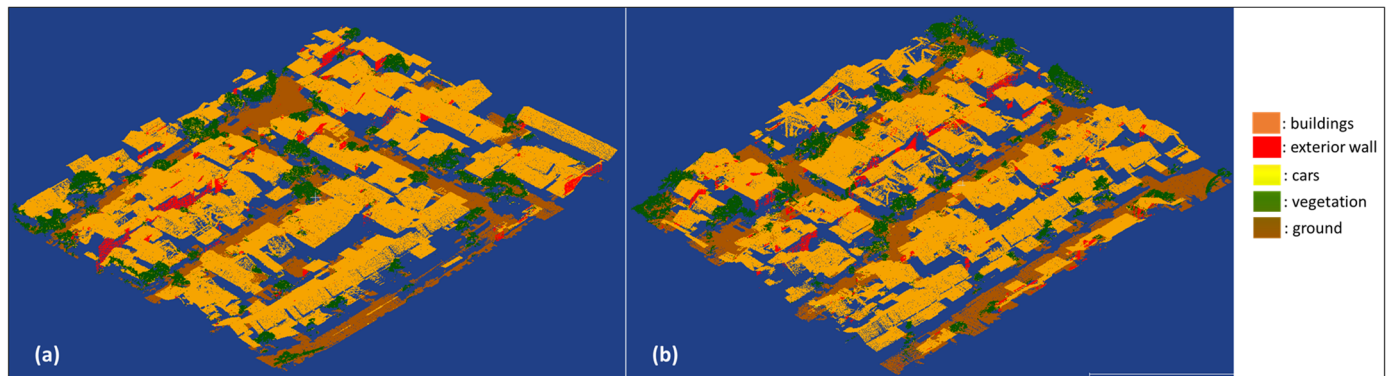 (a)
(b)
: buildings
: exterior wall
: cars
: vegetation
: ground